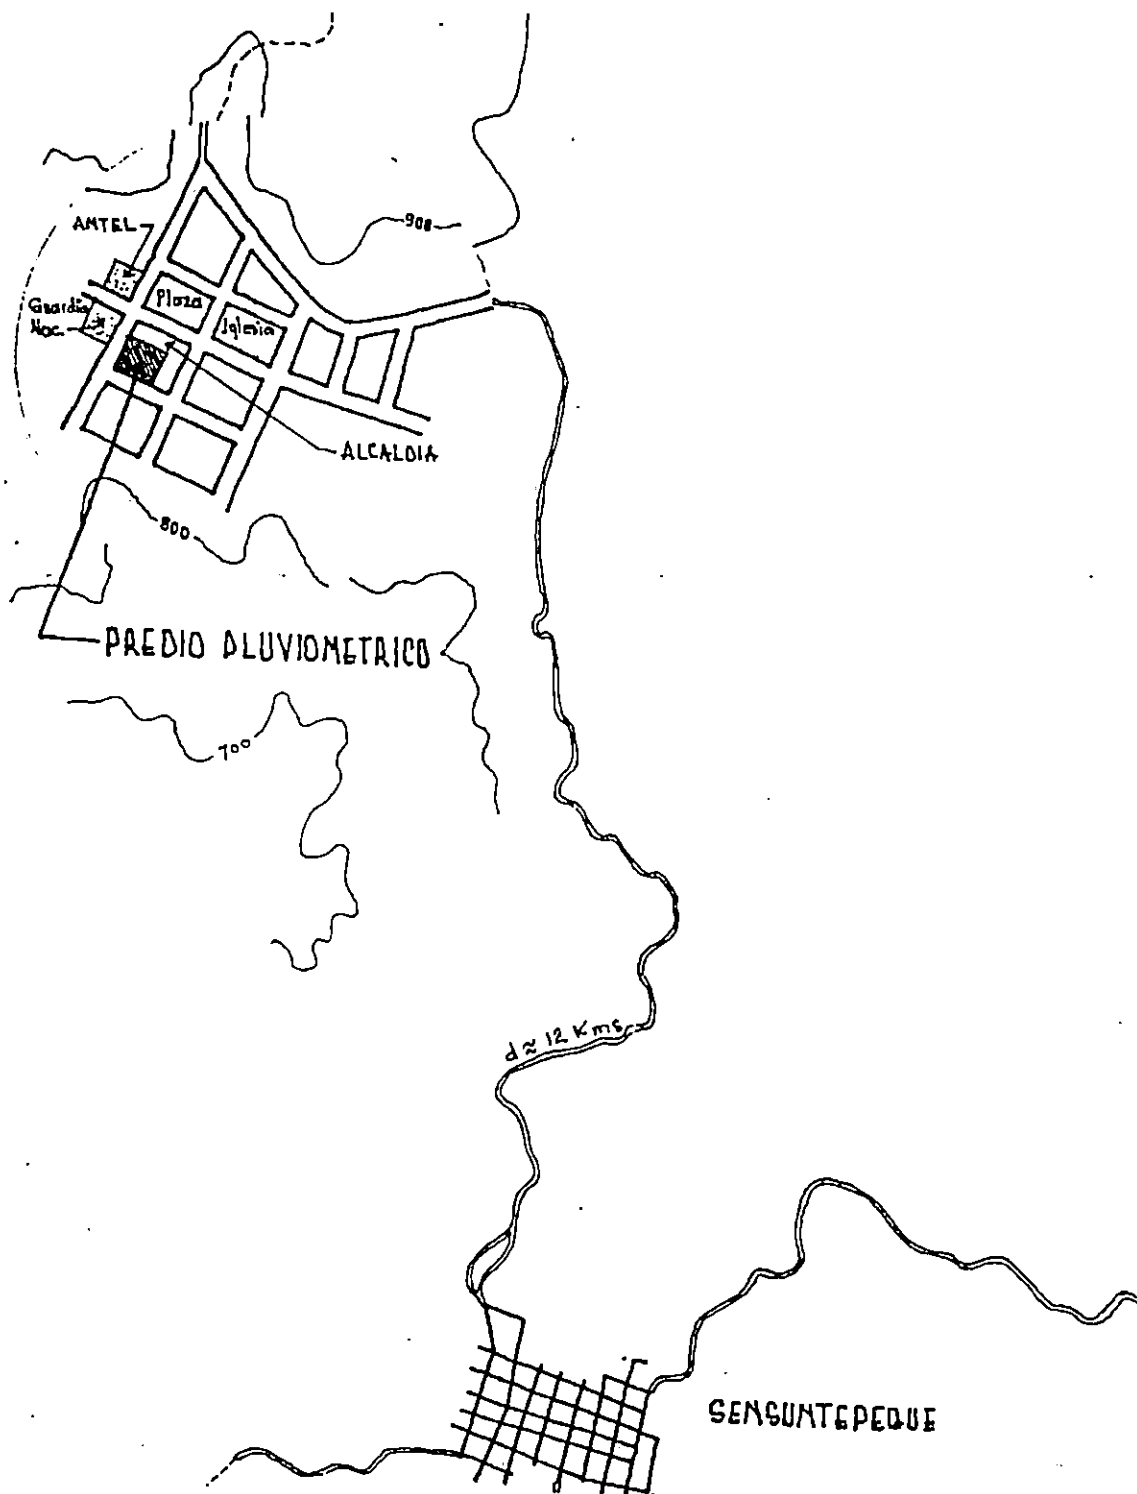 ANTEL
900
Plaza
Guardia
Nac.
Iglesia
ALCALDIA
800
PREDIO PLUVIOMETRICO
700
d ≈ 12 Kms
SENSUNTEPEQUE